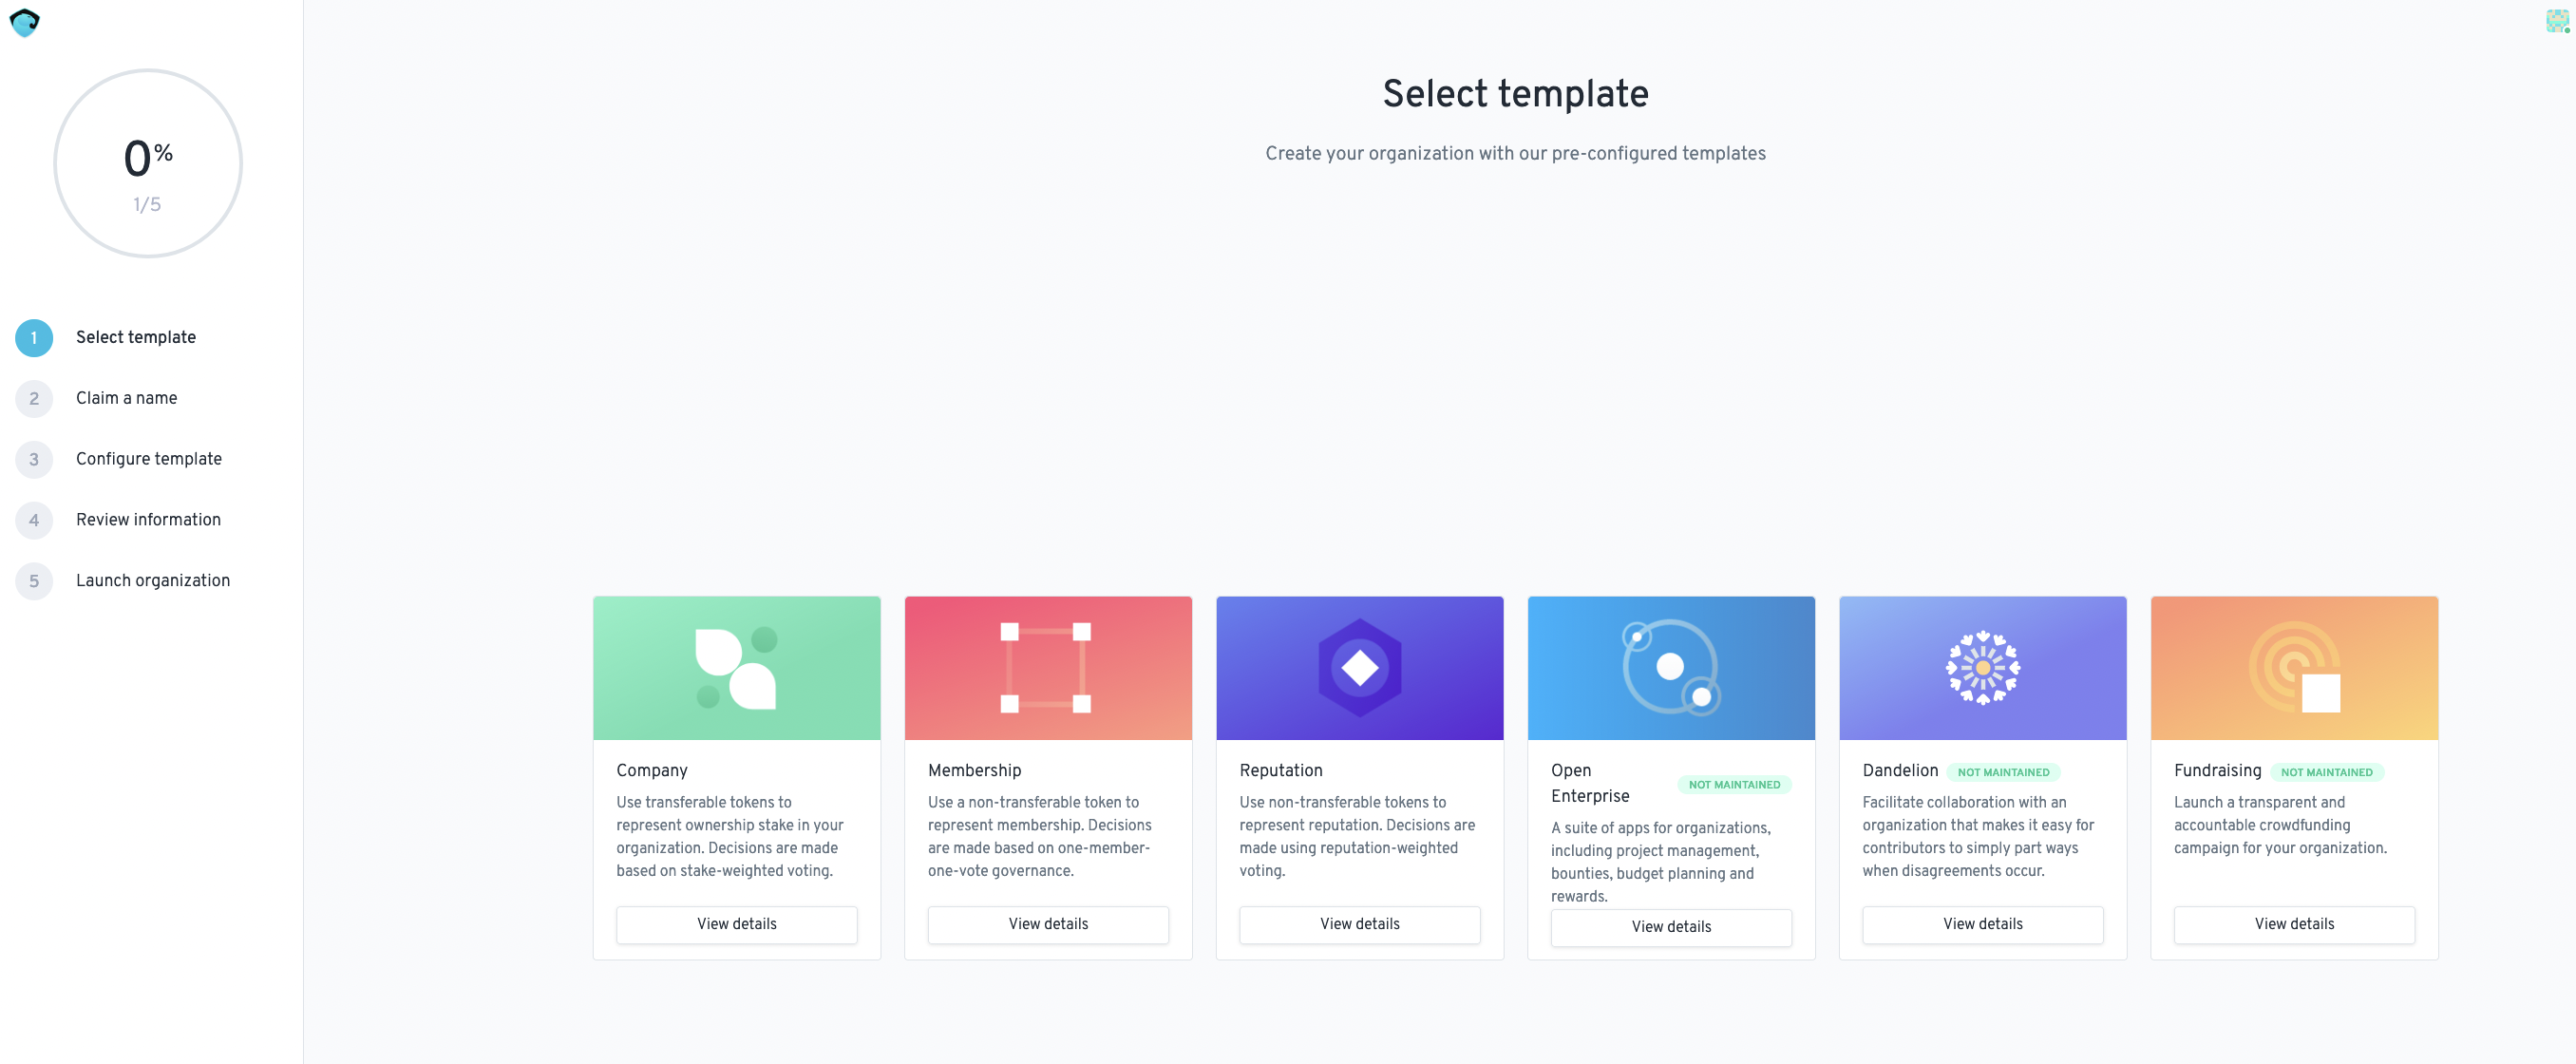 0%
1/5
1 Select template
2 Claim a name
3 Configure template
4 Review information
5 Launch organization
Select template
Create your organization with our pre-configured templates
Company
Use transferable tokens to
represent ownership stake in your
organization. Decisions are made
based on stake-weighted voting.
View details
Membership
Use a non-transferable token to
represent membership. Decisions
are made based on one-member-
one-vote governance.
View details
Reputation
Use non-transferable tokens to
represent reputation. Decisions are
made using reputation-weighted
voting.
View details
Open
Enterprise
NOT MAINTAINED
A suite of apps for organizations,
including project management,
bounties, budget planning and
rewards.
View details
Dandelion NOT MAINTAINED
Facilitate collaboration with an
organization that makes it easy for
contributors to simply part ways
when disagreements occur.
View details
Fundraising NOT MAINTAINED
Launch a transparent and
accountable crowdfunding
campaign for your organization.
View details